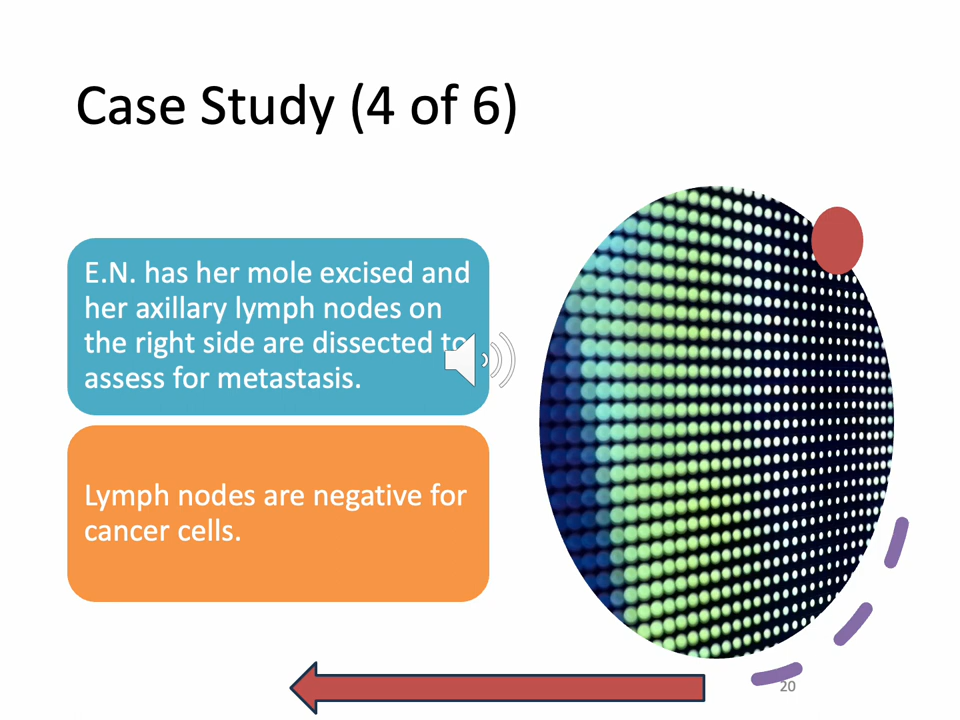 Case Study (4 of 6)
E.N. has her mole excised and
her axillary lymph nodes on
the right side are dissected to
assess for metastasis.
Lymph nodes are negative for
cancer cells.
20